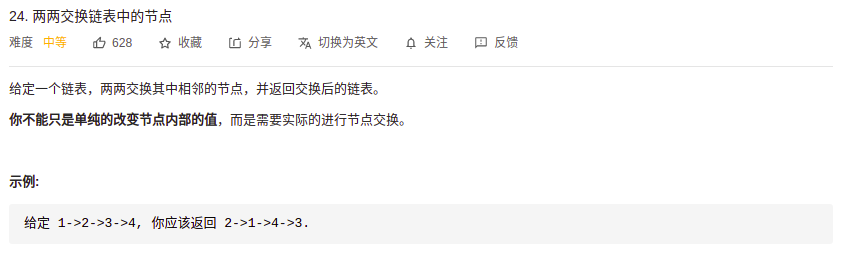 24. 两两交换链表中的节点
难度 中等 628 收藏 分享 切换为英文 关注 反馈
给定一个链表，两两交换其中相邻的节点，并返回交换后的链表。
你不能只是单纯的改变节点内部的值，而是需要实际的进行节点交换。
示例:
给定 1->2->3->4, 你应该返回 2->1->4->3.